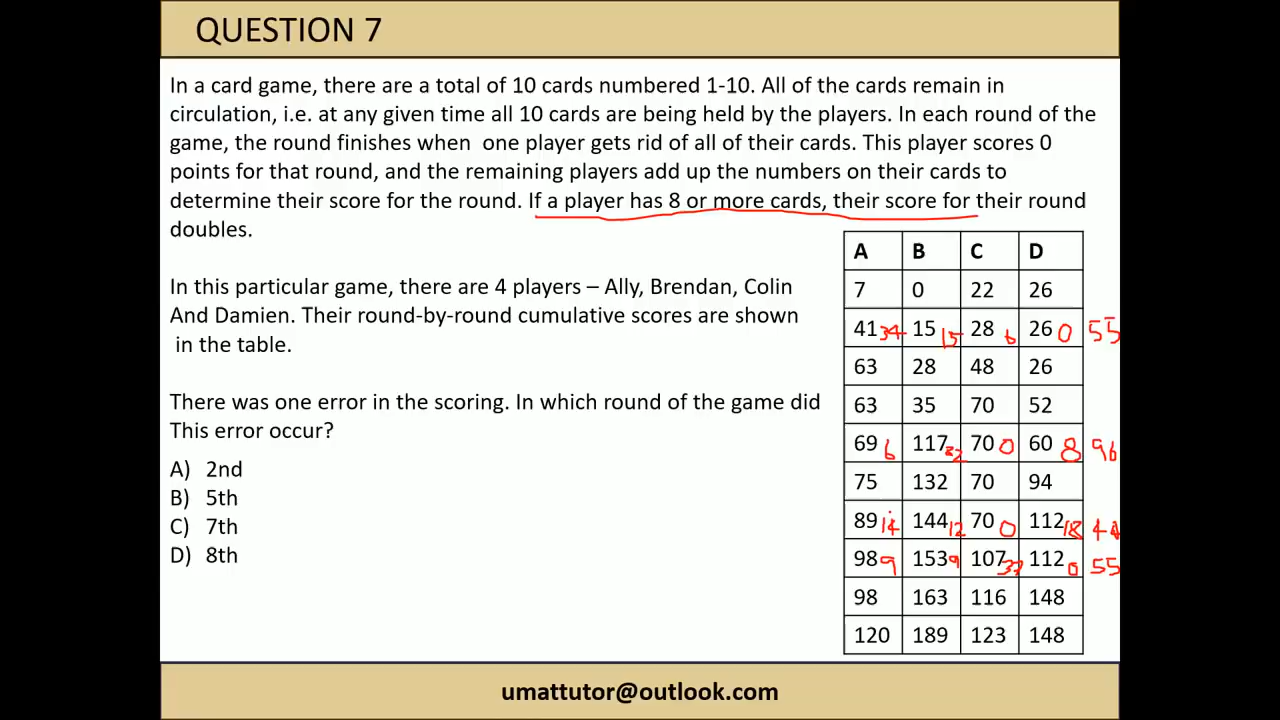 QUESTION 7
In a card game, there are a total of 10 cards numbered 1-10. All of the cards remain in
circulation, i.e. at any given time all 10 cards are being held by the players. In each round of the
game, the round finishes when one player gets rid of all of their cards. This player scores 0
points for that round, and the remaining players add up the numbers on their cards to
determine their score for the round. If a player has 8 or more cards, their score for their round
doubles.
In this particular game, there are 4 players – Ally, Brendan, Colin
And Damien. Their round-by-round cumulative scores are shown
in the table.
There was one error in the scoring. In which round of the game did
This error occur?
A) 2nd
B) 5th
C) 7th
D) 8th
A B C D
7 0 22 26
41 34 15 15 28 6 26 0 55
63 28 48 26
63 35 70 52
69 6 117 82 70 0 60 8 96
75 132 70 94
89 14 144 12 70 0 112 18 44
98 9 153 9 107 37 112 0 55
98 163 116 148
120 189 123 148
umattutor@outlook.com